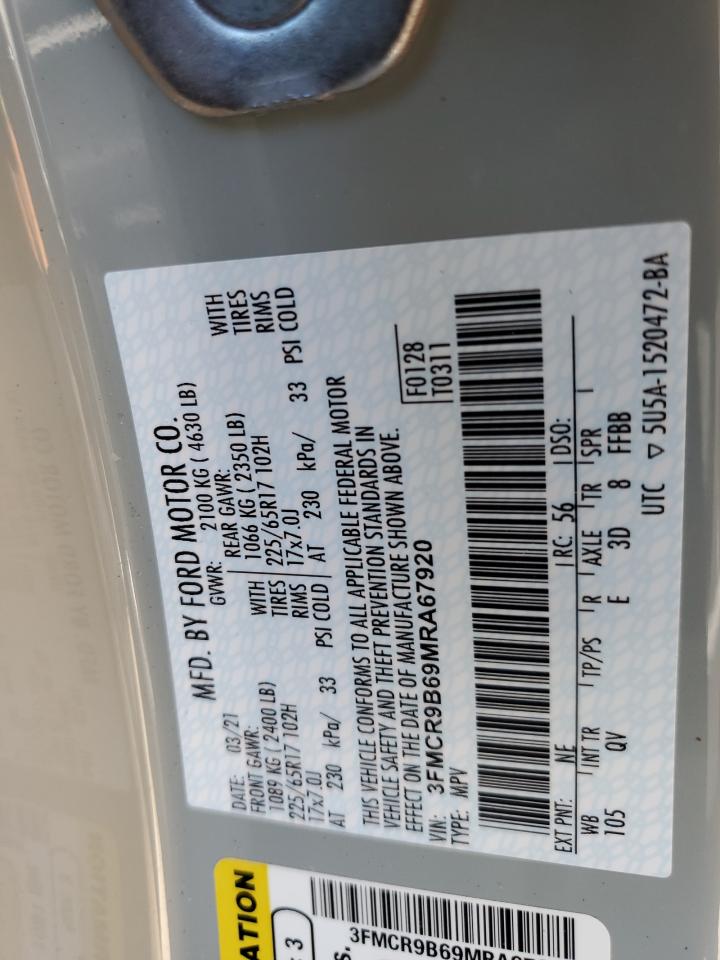 MFD. BY FORD MOTOR CO.
DATE: 03/21 GVWR: 2100 KG ( 4630 LB)
FRONT GAWR: REAR GAWR:
1089 KG ( 2400 LB) WITH 1066 KG ( 2350 LB) WITH
225/65R17 102H TIRES 225/65R17 102H TIRES
17x7.0J RIMS 17x7.0J RIMS
AT 230 kPa/ 33 PSI COLD AT 230 kPa/ 33 PSI COLD
THIS VEHICLE CONFORMS TO ALL APPLICABLE FEDERAL MOTOR
VEHICLE SAFETY AND THEFT PREVENTION STANDARDS IN
EFFECT ON THE DATE OF MANUFACTURE SHOWN ABOVE.
VIN: 3FMCR9B69MRA67920 F0128
TYPE: MPV T0311
EXT PNT: NE RC: 56 DSO:
WB INT TR TP/PS R AXLE TR SPR
105 QV E 3D 8 FFBB
UTC ▽ 5U5A-1520472-BA
3
3FMCR9B69MRA